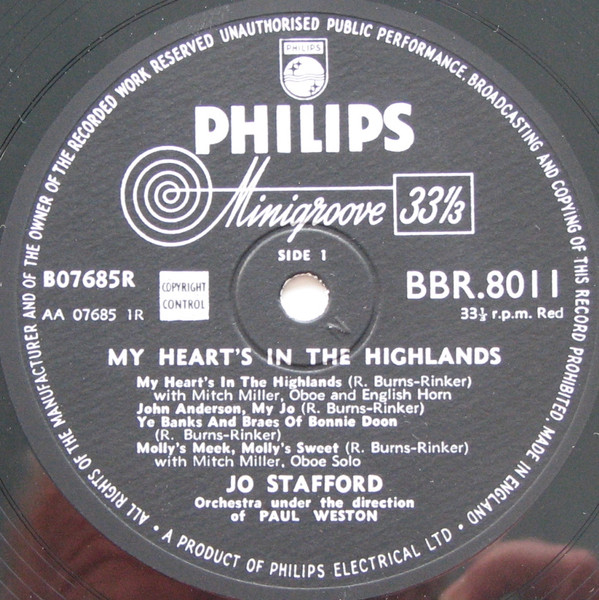 ALL RIGHTS OF THE MANUFACTURER AND OF THE OWNER OF THE RECORDED WORK RESERVED UNAUTHORISED PUBLIC PERFORMANCE, BROADCASTING AND COPYING OF THIS RECORD PROHIBITED. MADE IN ENGLAND
PHILIPS
PHILIPS
Minigroove 33⅓
SIDE 1
B07685R
COPYRIGHT
CONTROL
BBR.8011
AA 07685 1R
33⅓ r.p.m. Red
MY HEART'S IN THE HIGHLANDS
My Heart's In The Highlands (R. Burns-Rinker)
with Mitch Miller, Oboe and English Horn
John Anderson, My Jo (R. Burns-Rinker)
Ye Banks And Braes Of Bonnie Doon
(R. Burns-Rinker)
Molly's Meek, Molly's Sweet (R. Burns-Rinker)
with Mitch Miller, Oboe Solo
JO STAFFORD
Orchestra under the direction
of PAUL WESTON
• A PRODUCT OF PHILIPS ELECTRICAL LTD •